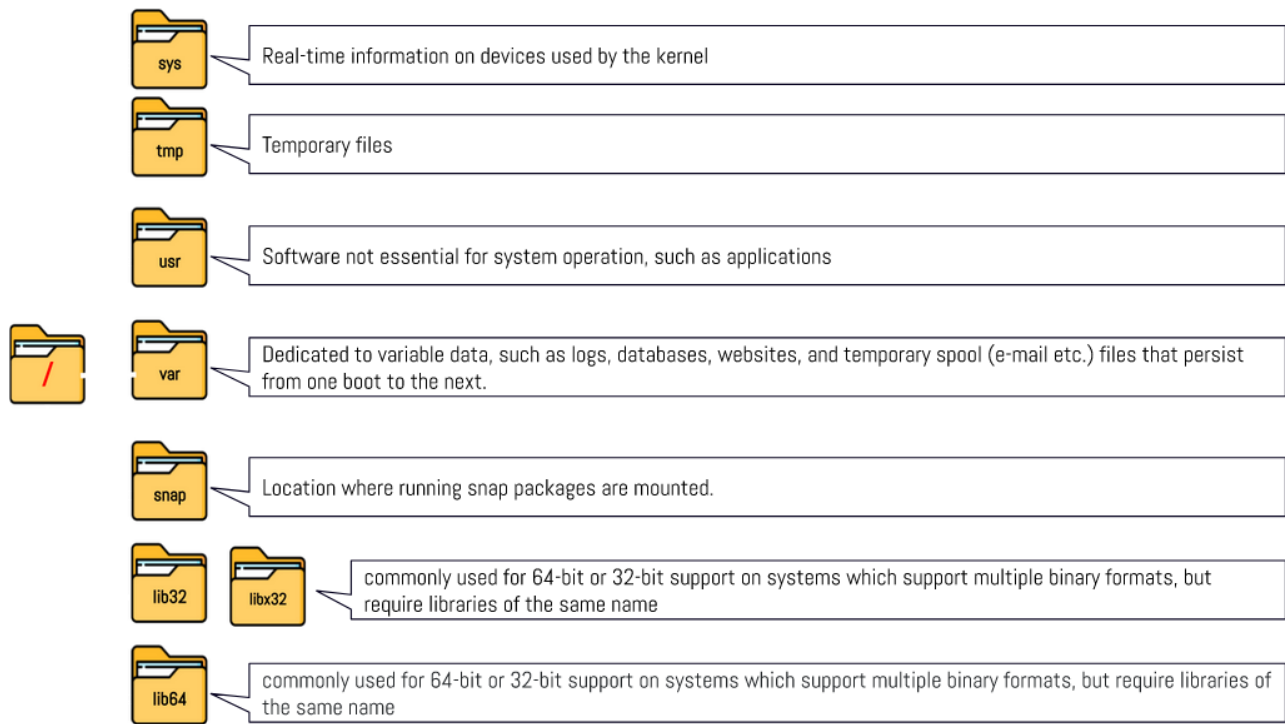 sys
Real-time information on devices used by the kernel
tmp
Temporary files
usr
Software not essential for system operation, such as applications
/
var
Dedicated to variable data, such as logs, databases, websites, and temporary spool (e-mail etc.) files that persist
from one boot to the next.
snap
Location where running snap packages are mounted.
lib32
libx32
commonly used for 64-bit or 32-bit support on systems which support multiple binary formats, but
require libraries of the same name
lib64
commonly used for 64-bit or 32-bit support on systems which support multiple binary formats, but require libraries of
the same name